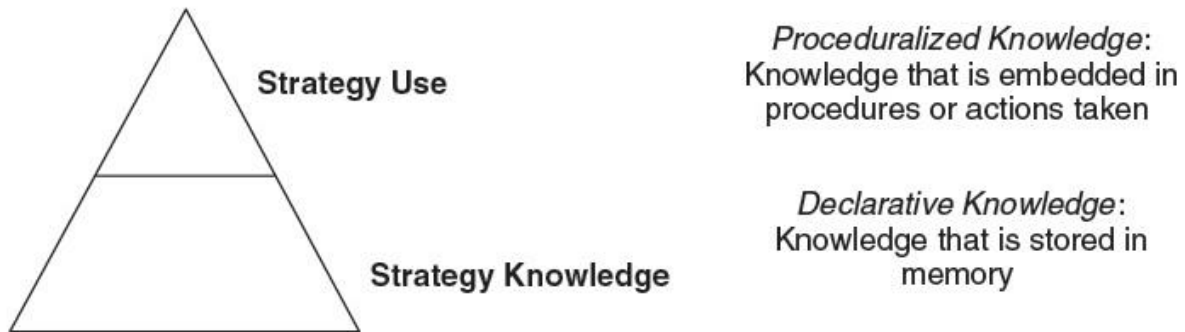 Strategy Use
Proceduralized Knowledge:
Knowledge that is embedded in
procedures or actions taken
Strategy Knowledge
Declarative Knowledge:
Knowledge that is stored in
memory